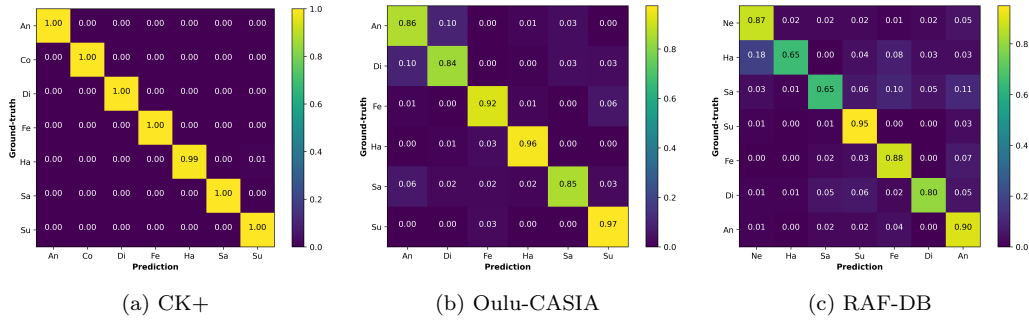 Ground-truth
An 1.00 0.00 0.00 0.00 0.00 0.00 0.00
Co 0.00 1.00 0.00 0.00 0.00 0.00 0.00
Di 0.00 0.00 1.00 0.00 0.00 0.00 0.00
Fe 0.00 0.00 0.00 1.00 0.00 0.00 0.00
Ha 0.00 0.00 0.00 0.00 0.99 0.00 0.01
Sa 0.00 0.00 0.00 0.00 0.00 1.00 0.00
Su 0.00 0.00 0.00 0.00 0.00 0.00 1.00
An Co Di Fe Ha Sa Su
Prediction
1.0
0.8
0.6
0.4
0.2
0.0
(a) CK+
Ground-truth
An 0.86 0.10 0.00 0.01 0.03 0.00
Di 0.10 0.84 0.00 0.00 0.03 0.03
Fe 0.01 0.00 0.92 0.01 0.00 0.06
Ha 0.00 0.01 0.03 0.96 0.00 0.00
Sa 0.06 0.02 0.02 0.02 0.85 0.03
Su 0.00 0.00 0.03 0.00 0.00 0.97
An Di Fe Ha Sa Su
Prediction
0.8
0.6
0.4
0.2
0.0
(b) Oulu-CASIA
Ground-truth
Ne 0.87 0.02 0.02 0.02 0.01 0.02 0.05
Ha 0.18 0.65 0.00 0.04 0.08 0.03 0.03
Sa 0.03 0.01 0.65 0.06 0.10 0.05 0.11
Su 0.01 0.00 0.01 0.95 0.00 0.00 0.03
Fe 0.00 0.00 0.02 0.03 0.88 0.00 0.07
Di 0.01 0.01 0.05 0.06 0.02 0.80 0.05
An 0.01 0.00 0.02 0.02 0.04 0.00 0.90
Ne Ha Sa Su Fe Di An
Prediction
0.8
0.6
0.4
0.2
0.0
(c) RAF-DB